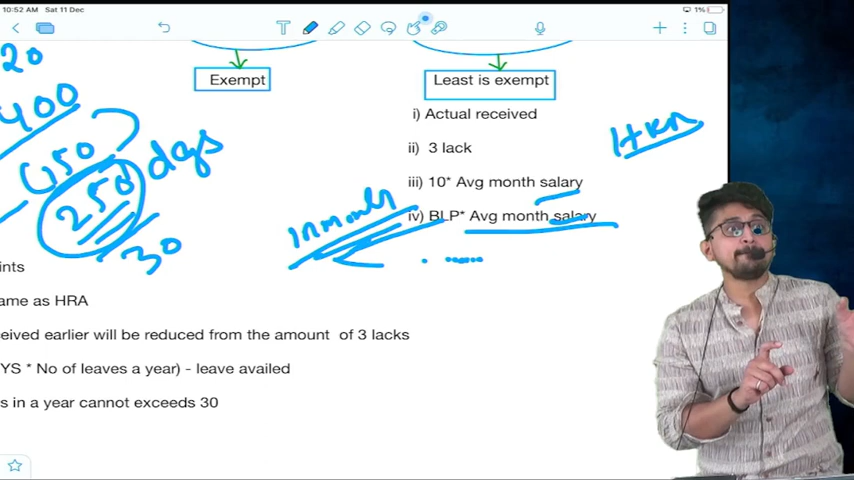 10:52 AM Sat 11 Dec
1%
T
20
400
150
250 days
30
Exempt
Least is exempt
i) Actual received
ii) 3 lack
iii) 10* Avg month salary
iv) BLP* Avg month salary
HRA
in months
ints
ame as HRA
eived earlier will be reduced from the amount of 3 lacks
YS * No of leaves a year) - leave availed
s in a year cannot exceeds 30